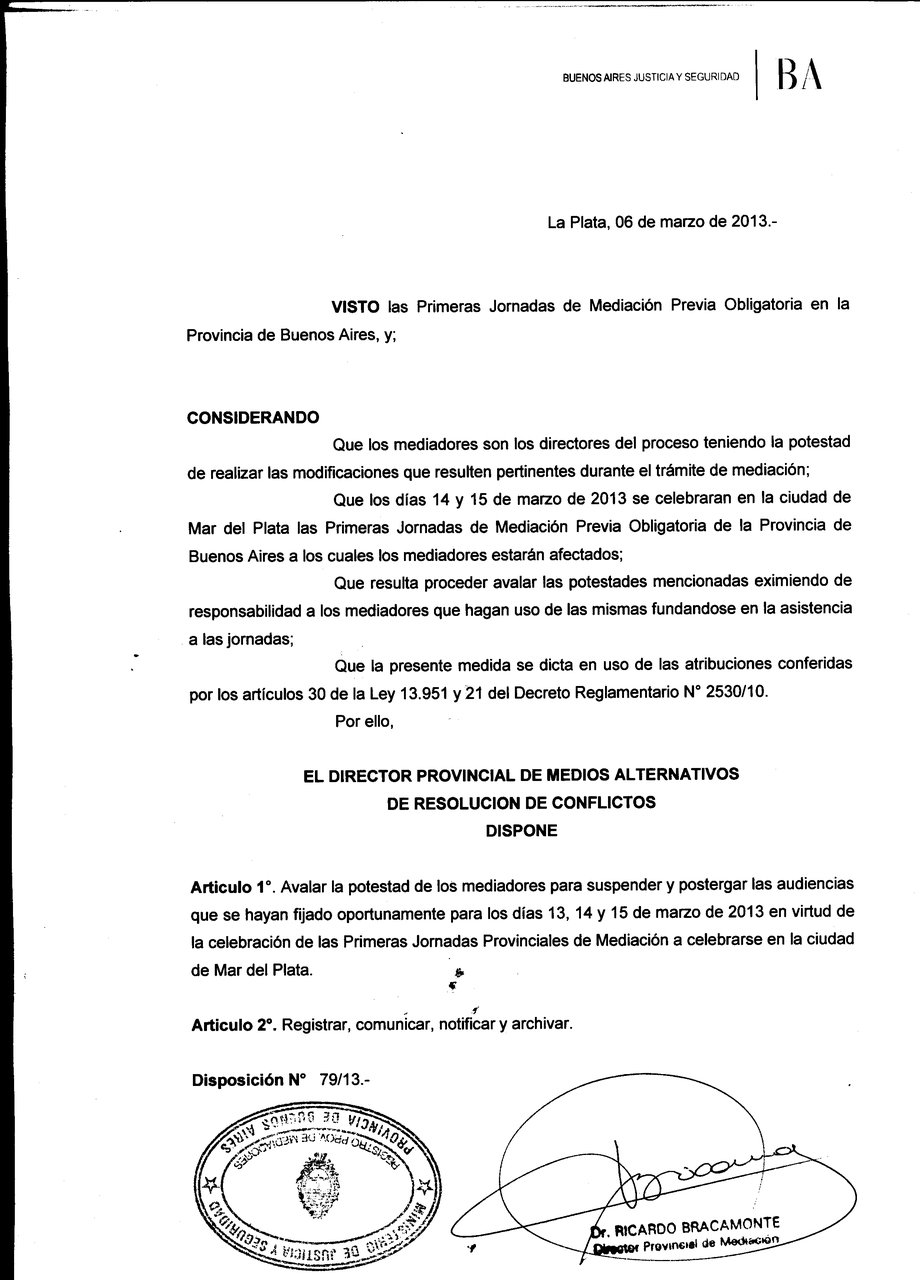 BUENOS AIRES JUSTICIA Y SEGURIDAD
BA
La Plata, 06 de marzo de 2013.-
VISTO las Primeras Jornadas de Mediación Previa Obligatoria en la
Provincia de Buenos Aires, y;
CONSIDERANDO
Que los mediadores son los directores del proceso teniendo la potestad
de realizar las modificaciones que resulten pertinentes durante el trámite de mediación;
Que los días 14 y 15 de marzo de 2013 se celebraran en la ciudad de
Mar del Plata las Primeras Jornadas de Mediación Previa Obligatoria de la Provincia de
Buenos Aires a los cuales los mediadores estarán afectados;
Que resulta proceder avalar las potestades mencionadas eximiendo de
responsabilidad a los mediadores que hagan uso de las mismas fundandose en la asistencia
a las jornadas;
Que la presente medida se dicta en uso de las atribuciones conferidas
por los artículos 30 de la Ley 13.951 y 21 del Decreto Reglamentario N° 2530/10.
Por ello,
EL DIRECTOR PROVINCIAL DE MEDIOS ALTERNATIVOS
DE RESOLUCION DE CONFLICTOS
DISPONE
Articulo 1°. Avalar la potestad de los mediadores para suspender y postergar las audiencias
que se hayan fijado oportunamente para los días 13, 14 y 15 de marzo de 2013 en virtud de
la celebración de las Primeras Jornadas Provinciales de Mediación a celebrarse en la ciudad
de Mar del Plata.
Articulo 2°. Registrar, comunicar, notificar y archivar.
Disposición N° 79/13.-
MINISTERIO DE JUSTICIA Y SEGURIDAD
PROVINCIA DE BUENOS AIRES
REGISTRO PROV. DE MEDIADORES
Dr. RICARDO BRACAMONTE
Director Provincial de Mediación